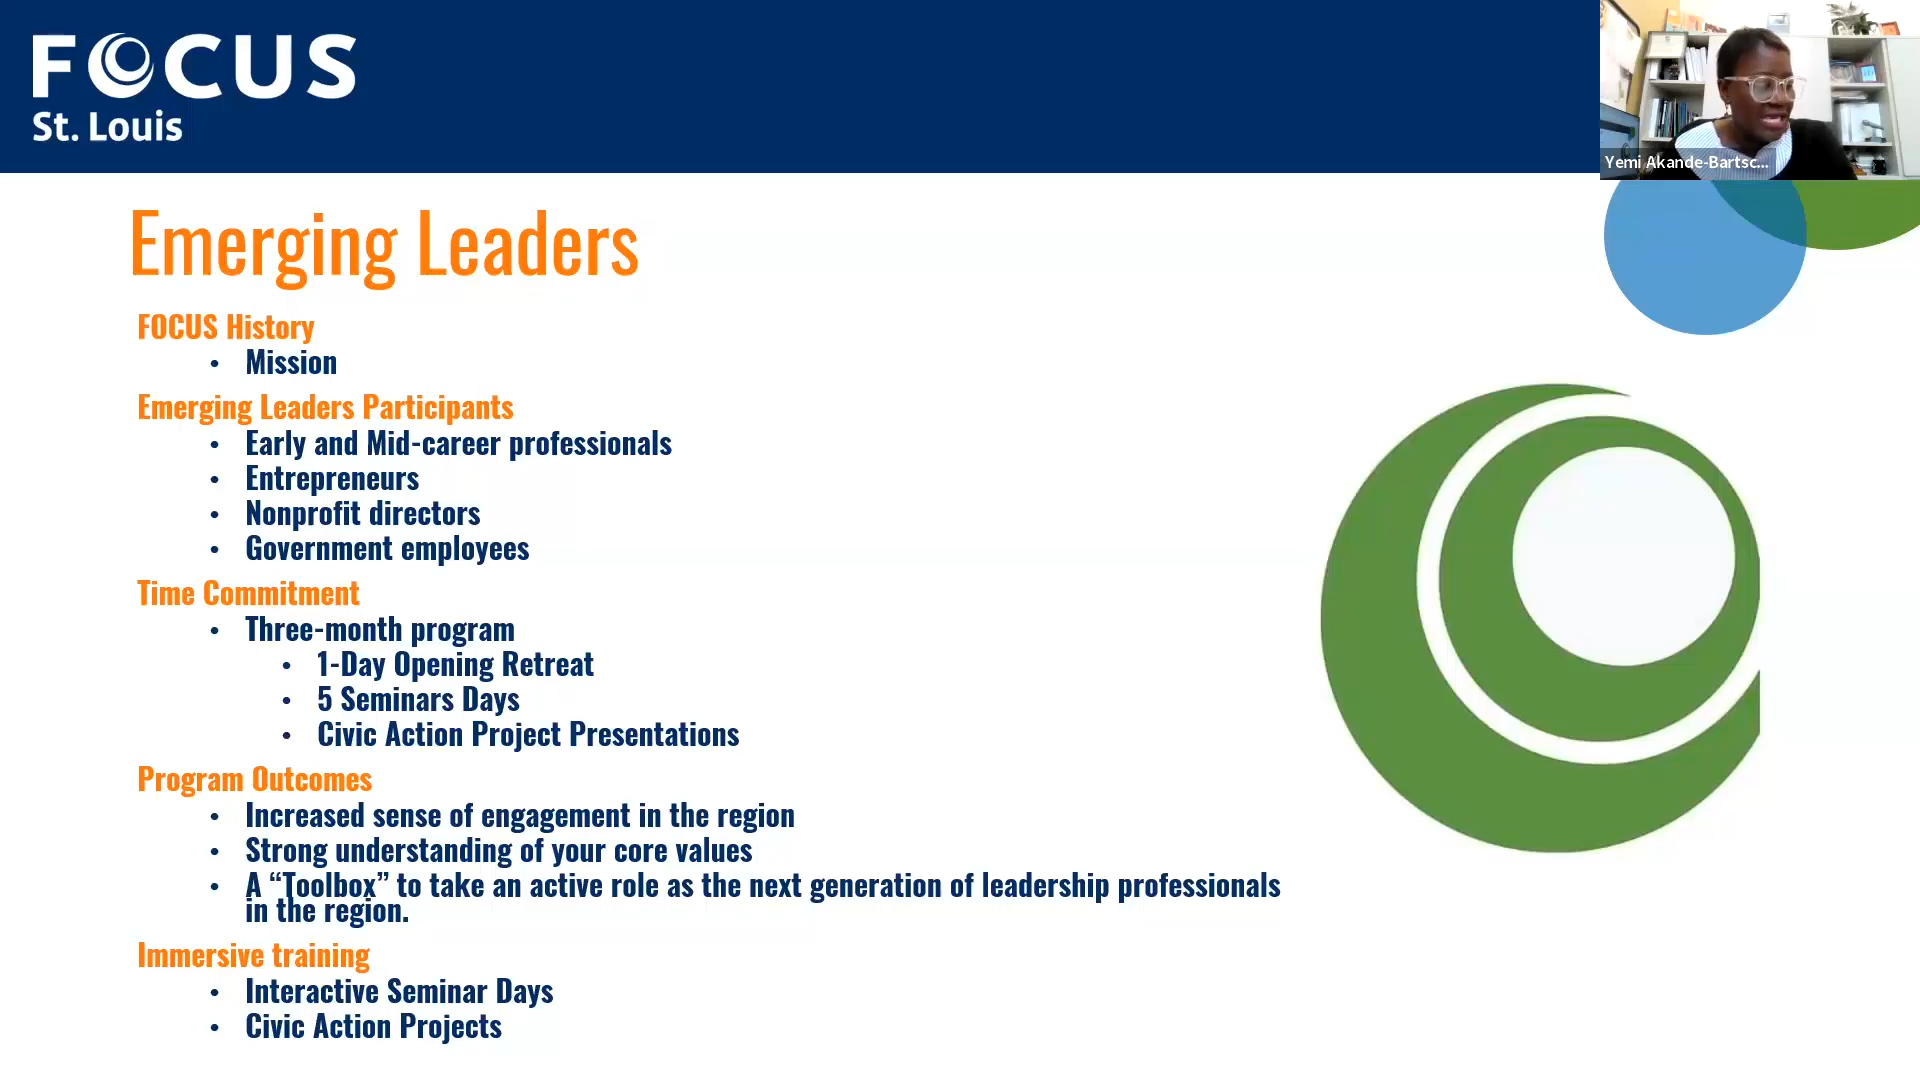 FOCUS
St. Louis
Yemi Akande-Bartsc...
Emerging Leaders
FOCUS History
• Mission
Emerging Leaders Participants
• Early and Mid-career professionals
• Entrepreneurs
• Nonprofit directors
• Government employees
Time Commitment
• Three-month program
• 1-Day Opening Retreat
• 5 Seminars Days
• Civic Action Project Presentations
Program Outcomes
• Increased sense of engagement in the region
• Strong understanding of your core values
• A “Toolbox” to take an active role as the next generation of leadership professionals
in the region.
Immersive training
• Interactive Seminar Days
• Civic Action Projects